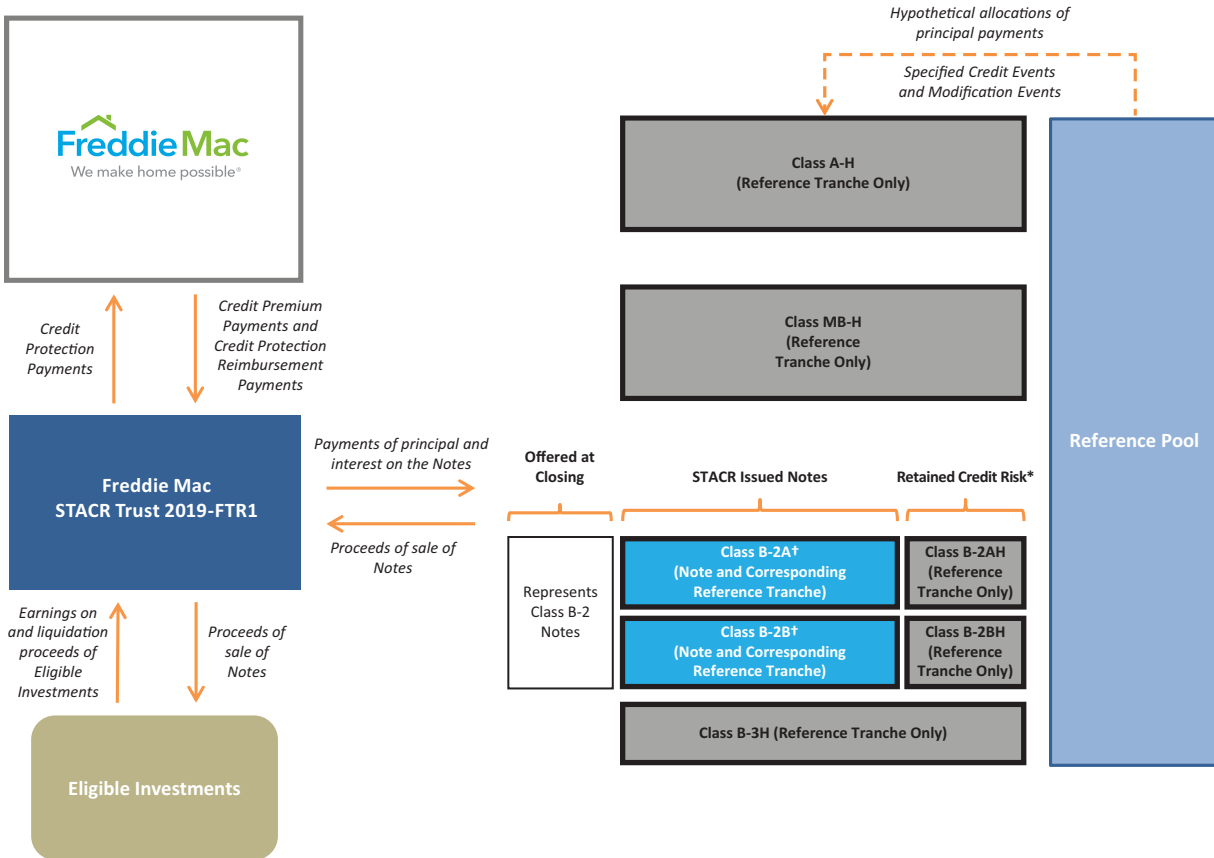 Hypothetical allocations of
principal payments
Specified Credit Events
and Modification Events
Freddie Mac
We make home possible®
Class A-H
(Reference Tranche Only)
Class MB-H
(Reference
Tranche Only)
Reference Pool
Credit
Protection
Payments
Credit Premium
Payments and
Credit Protection
Reimbursement
Payments
Freddie Mac
STACR Trust 2019-FTR1
Payments of principal and
interest on the Notes
Proceeds of sale of
Notes
Offered at
Closing
STACR Issued Notes
Retained Credit Risk*
Represents
Class B-2
Notes
Class B-2A†
(Note and Corresponding
Reference Tranche)
Class B-2AH
(Reference
Tranche Only)
Class B-2B†
(Note and Corresponding
Reference Tranche)
Class B-2BH
(Reference
Tranche Only)
Class B-3H (Reference Tranche Only)
Earnings on
and liquidation
proceeds of
Eligible
Investments
Proceeds of
sale of
Notes
Eligible Investments